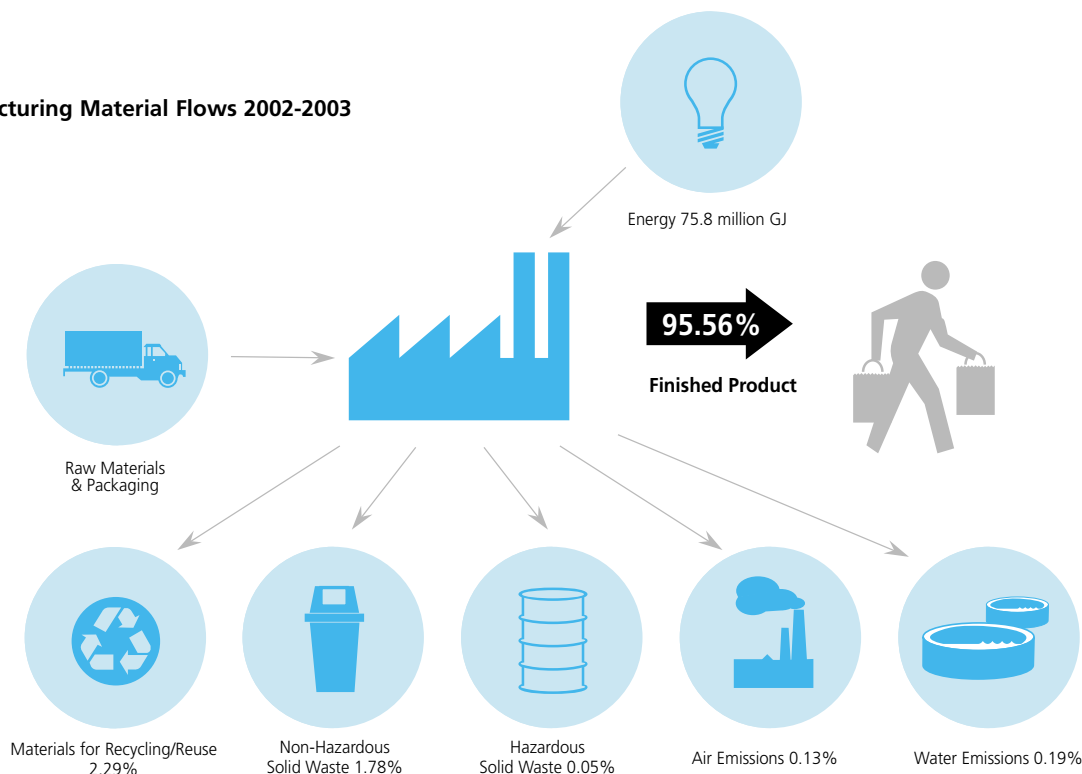 cturing Material Flows 2002-2003
Energy 75.8 million GJ
95.56%
Finished Product
Raw Materials
& Packaging
Materials for Recycling/Reuse
2.29%
Non-Hazardous
Solid Waste 1.78%
Hazardous
Solid Waste 0.05%
Air Emissions 0.13%
Water Emissions 0.19%